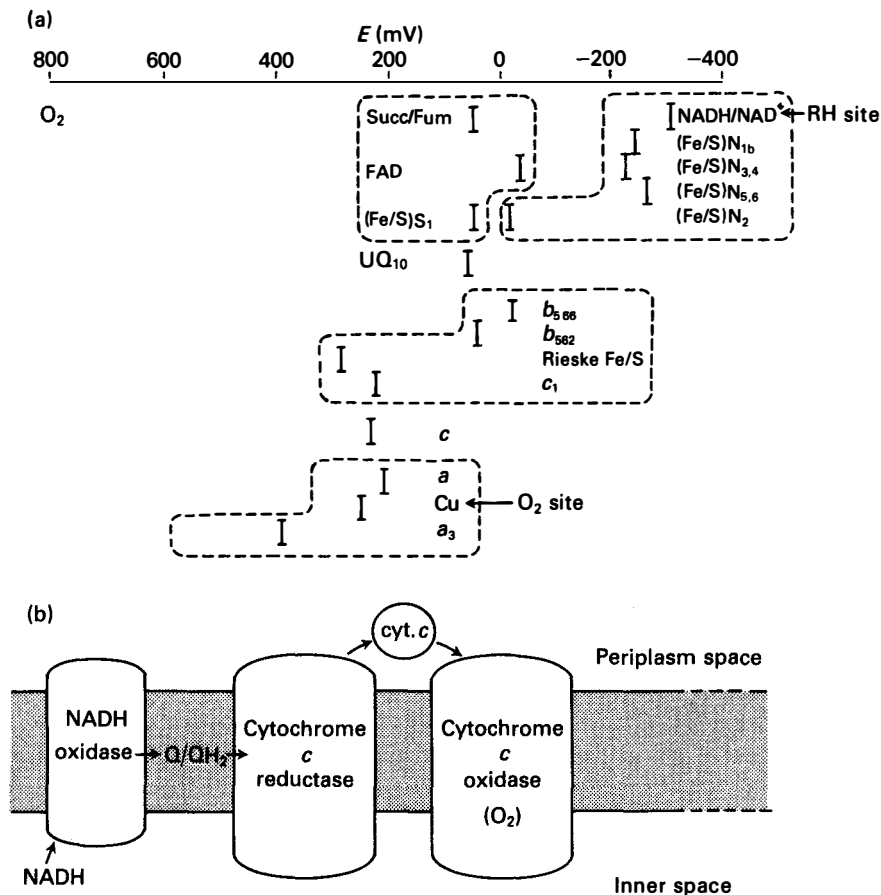 (a)
E (mV)
800 600 400 200 0 −200 −400
O₂
Succ/Fum
NADH/NAD⁺ RH site
(Fe/S)N₁b
FAD
(Fe/S)N₃,₄
(Fe/S)N₅,₆
(Fe/S)S₁
(Fe/S)N₂
UQ₁₀
b₅₆₆
b₅₆₂
Rieske Fe/S
c₁
c
a
Cu O₂ site
a₃
(b)
cyt. c
Periplasm space
NADH
oxidase
Q/QH₂
Cytochrome
c
reductase
Cytochrome
c
oxidase
(O₂)
NADH
Inner space